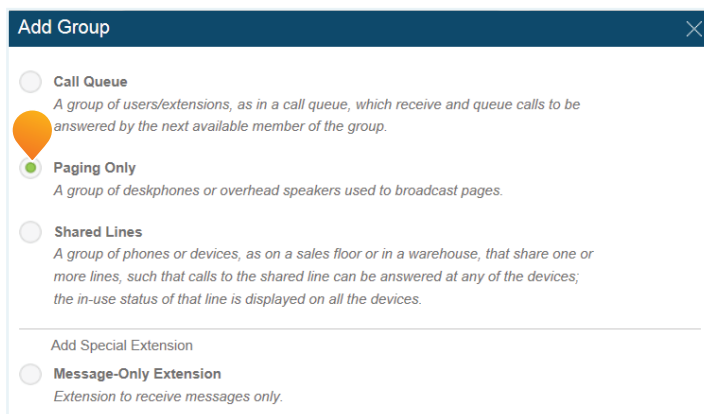 Add Group
Call Queue
A group of users/extensions, as in a call queue, which receive and queue calls to be
answered by the next available member of the group.
Paging Only
A group of deskphones or overhead speakers used to broadcast pages.
Shared Lines
A group of phones or devices, as on a sales floor or in a warehouse, that share one or
more lines, such that calls to the shared line can be answered at any of the devices;
the in-use status of that line is displayed on all the devices.
Add Special Extension
Message-Only Extension
Extension to receive messages only.